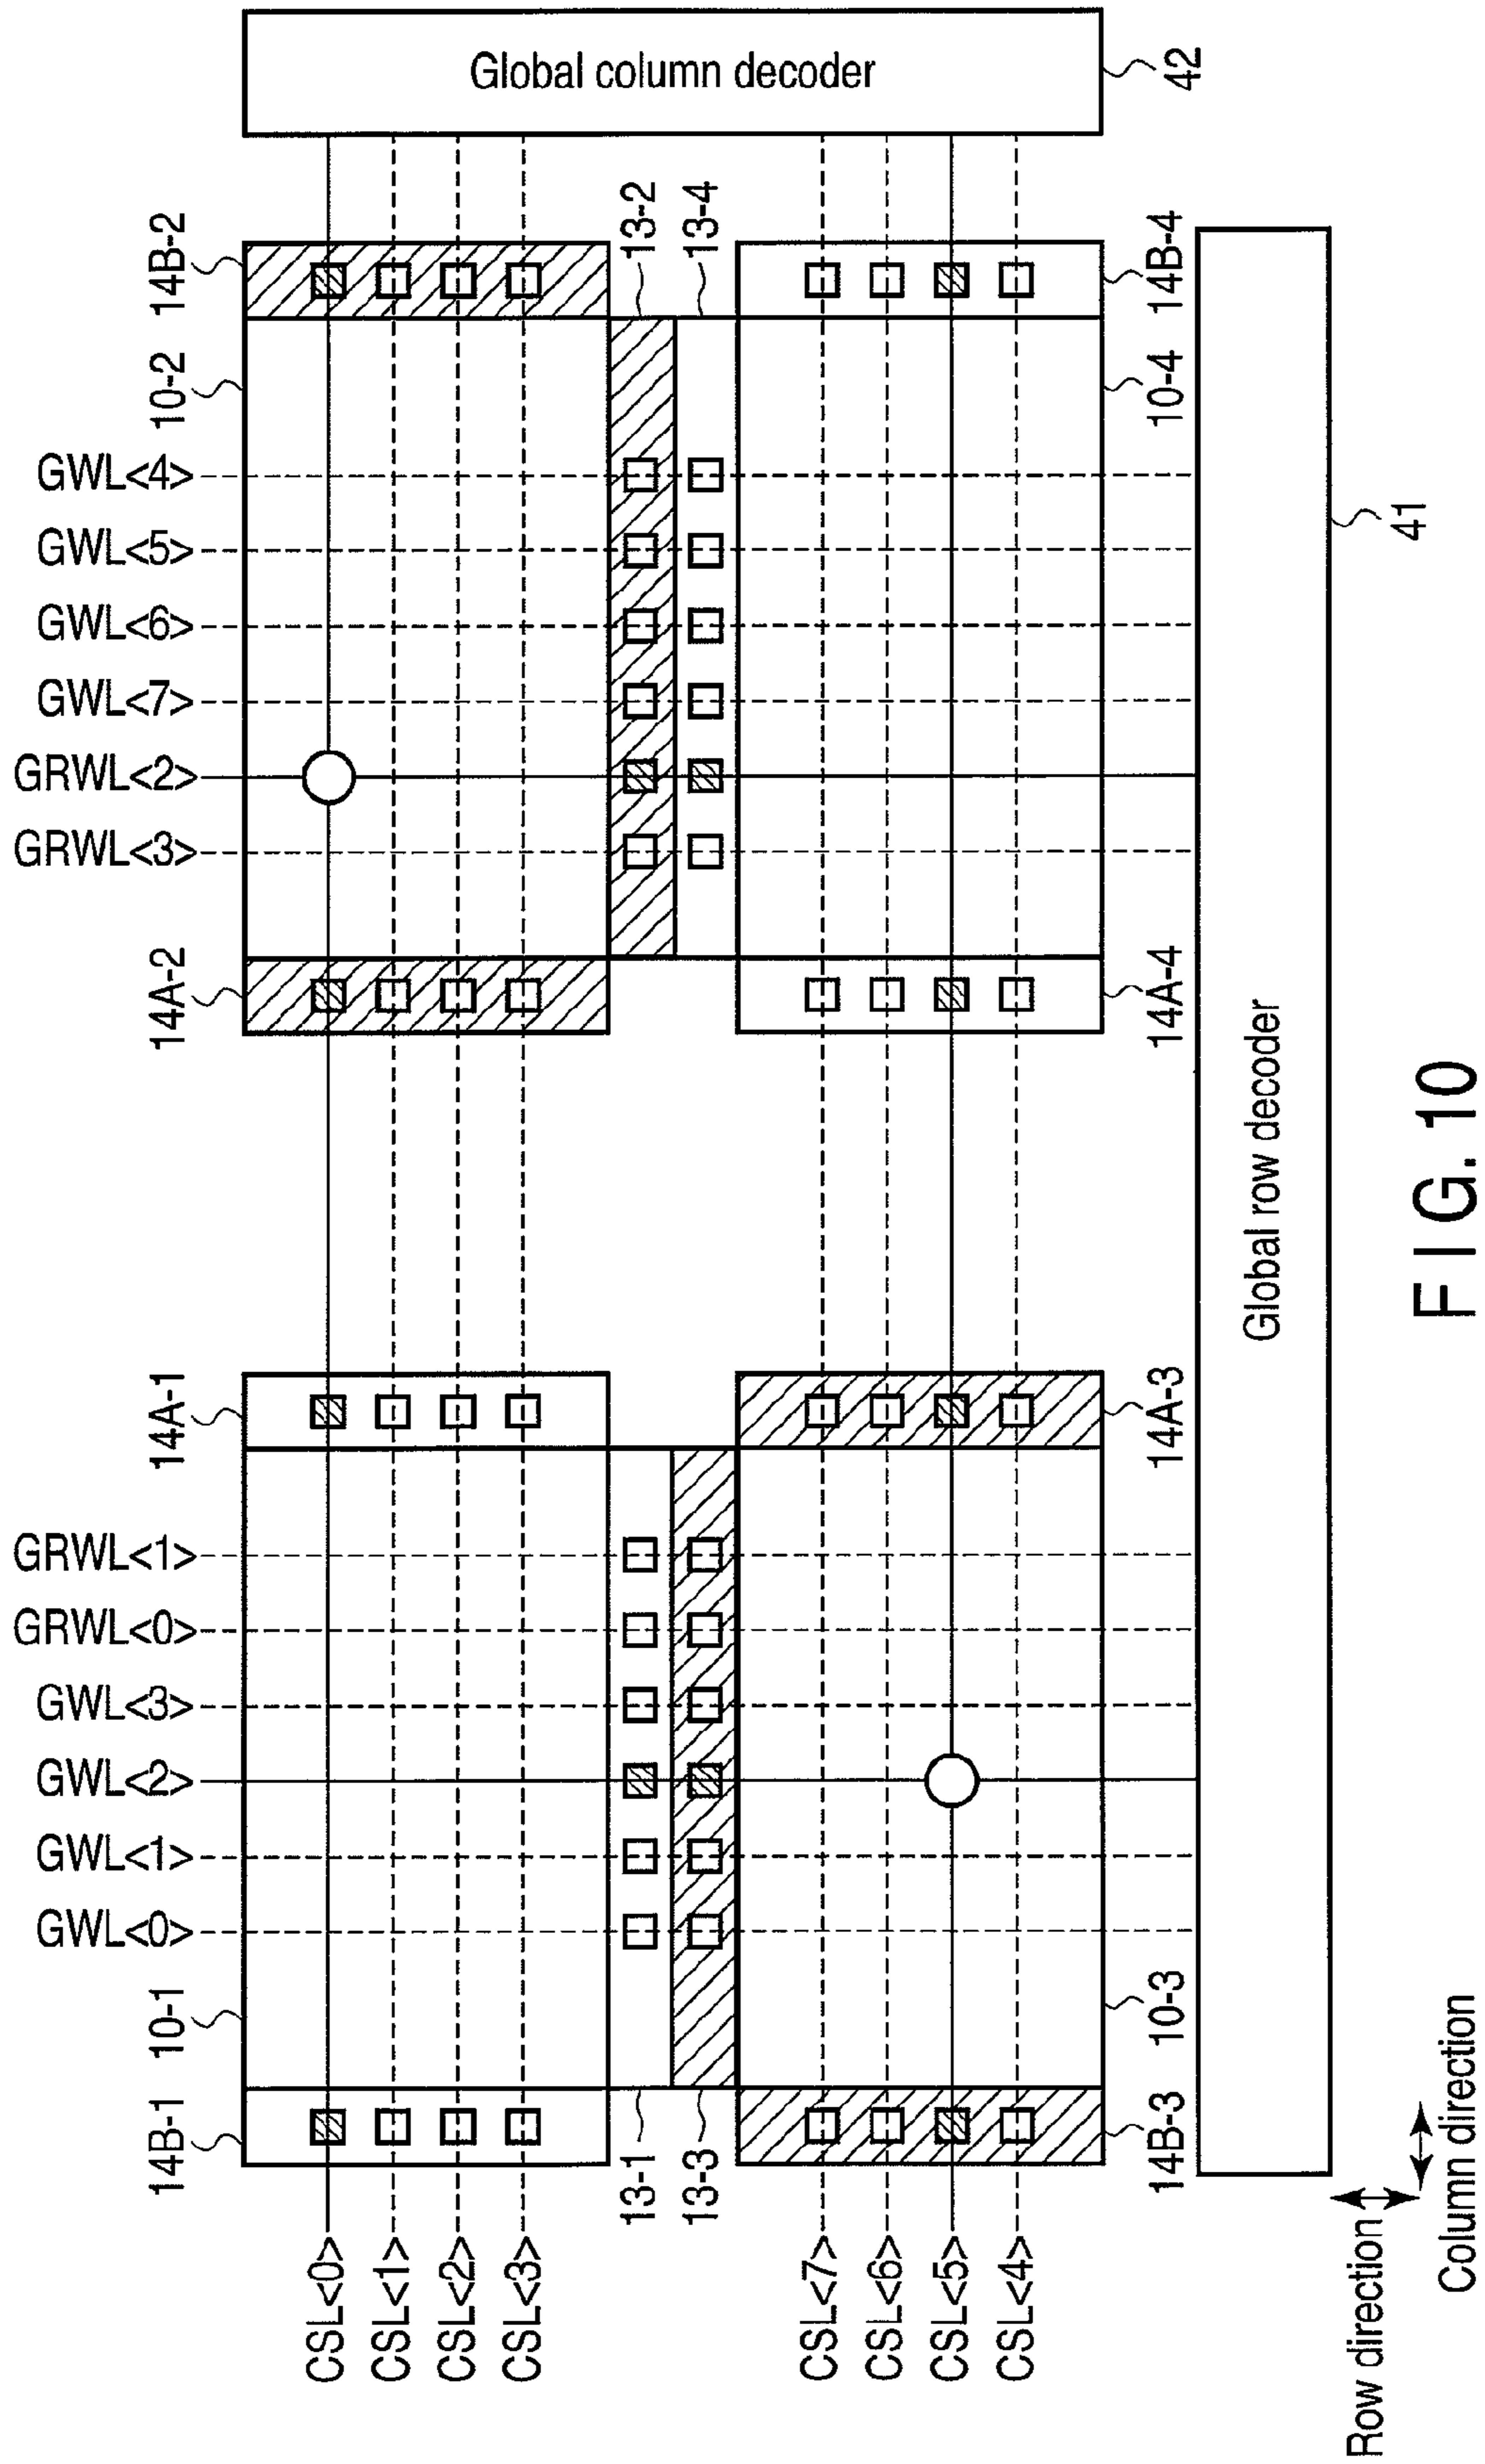 Global column decoder
42
14B-2
13-2
13-4
14B-4
10-2
10-4
GWL<4>
GWL<5>
GWL<6>
GWL<7>
GRWL<2>
GRWL<3>
41
14A-2
14A-4
Global row decoder
FIG. 10
14A-1
14A-3
GRWL<1>
GRWL<0>
GWL<3>
GWL<2>
GWL<1>
GWL<0>
10-1
10-3
14B-1
13-1
13-3
14B-3
CSL<0>
CSL<1>
CSL<2>
CSL<3>
CSL<7>
CSL<6>
CSL<5>
CSL<4>
Row direction
Column direction